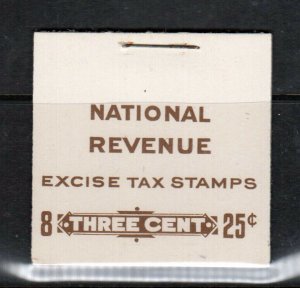 NATIONAL
REVENUE
EXCISE TAX STAMPS
8 THREE CENT 25¢